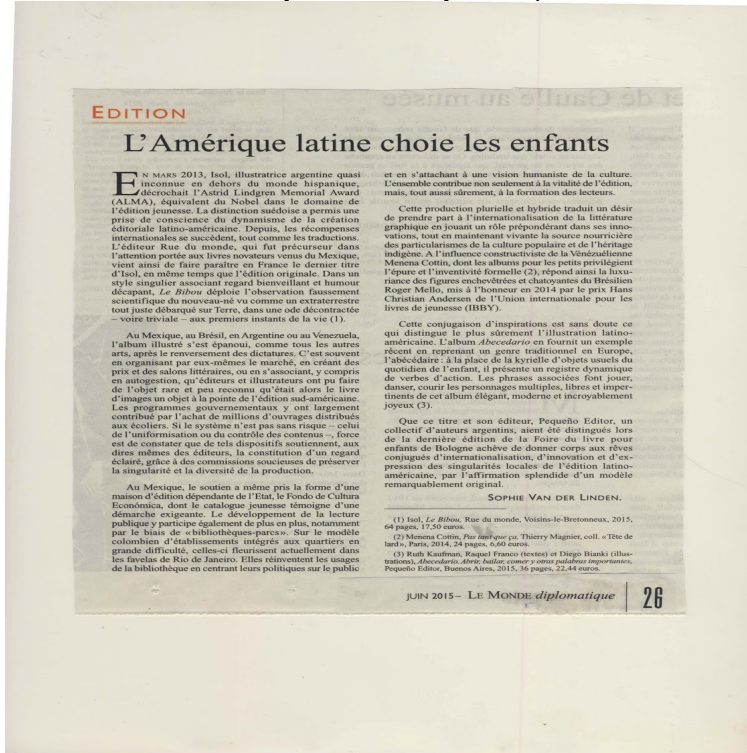 EDITION
L'Amérique latine choie les enfants
EN MARS 2013, Isol, illustratrice argentine quasi
inconnue en dehors du monde hispanique,
décrochait l'Astrid Lindgren Memorial Award
(ALMA), équivalent du Nobel dans le domaine de
l'édition jeunesse. La distinction suédoise a permis une
prise de conscience du dynamisme de la création
éditoriale latino-américaine. Depuis, les récompenses
internationales se succèdent, tout comme les traductions.
L'éditeur Rue du monde, qui fut précurseur dans
l'attention portée aux livres novateurs venus du Mexique,
vient ainsi de faire paraître en France le dernier titre
d'Isol, en même temps que l'édition originale. Dans un
style singulier associant regard bienveillant et humour
décapant, Le Bibou déploie l'observation faussement
scientifique du nouveau-né vu comme un extraterrestre
tout juste débarqué sur Terre, dans une ode décontractée
– voire triviale – aux premiers instants de la vie (1).
Au Mexique, au Brésil, en Argentine ou au Venezuela,
l'album illustré s'est épanoui, comme tous les autres
arts, après le renversement des dictatures. C'est souvent
en organisant par eux-mêmes le marché, en créant des
prix et des salons littéraires, ou en s'associant, y compris
en autogestion, qu'éditeurs et illustrateurs ont pu faire
de l'objet rare et peu reconnu qu'était alors le livre
d'images un objet à la pointe de l'édition sud-américaine.
Les programmes gouvernementaux y ont largement
contribué par l'achat de millions d'ouvrages distribués
aux écoliers. Si le système n'est pas sans risque – celui
de l'uniformisation ou du contrôle des contenus –, force
est de constater que de tels dispositifs soutiennent, aux
dires mêmes des éditeurs, la constitution d'un regard
éclairé, grâce à des commissions soucieuses de préserver
la singularité et la diversité de la production.
Au Mexique, le soutien a même pris la forme d'une
maison d'édition dépendante de l'Etat, le Fondo de Cultura
Económica, dont le catalogue jeunesse témoigne d'une
démarche exigeante. Le développement de la lecture
publique y participe également de plus en plus, notamment
par le biais de «bibliothèques-parcs». Sur le modèle
colombien d'établissements intégrés aux quartiers en
grande difficulté, celles-ci fleurissent actuellement dans
les favelas de Rio de Janeiro. Elles réinventent les usages
de la bibliothèque en centrant leurs politiques sur le public
et en s'attachant à une vision humaniste de la culture.
L'ensemble contribue non seulement à la vitalité de l'édition,
mais, tout aussi sûrement, à la formation des lecteurs.
Cette production plurielle et hybride traduit un désir
de prendre part à l'internationalisation de la littérature
graphique en jouant un rôle prépondérant dans ses inno-
vations, tout en maintenant vivante la source nourricière
des particularismes de la culture populaire et de l'héritage
indigène. A l'influence constructiviste de la Vénézuélienne
Menena Cottin, dont les albums pour les petits privilégient
l'épure et l'inventivité formelle (2), répond ainsi la luxu-
riance des figures enchevêtrées et chatoyantes du Brésilien
Roger Mello, mis à l'honneur en 2014 par le prix Hans
Christian Andersen de l'Union internationale pour les
livres de jeunesse (IBBY).
Cette conjugaison d'inspirations est sans doute ce
qui distingue le plus sûrement l'illustration latino-
américaine. L'album Abecedario en fournit un exemple
récent en reprenant un genre traditionnel en Europe,
l'abécédaire : à la place de la kyrielle d'objets usuels du
quotidien de l'enfant, il présente un registre dynamique
de verbes d'action. Les phrases associées font jouer,
danser, courir les personnages multiples, libres et imper-
tinents de cet album élégant, moderne et incroyablement
joyeux (3).
Que ce titre et son éditeur, Pequeño Editor, un
collectif d'auteurs argentins, aient été distingués lors
de la dernière édition de la Foire du livre pour
enfants de Bologne achève de donner corps aux rêves
conjugués d'internationalisation, d'innovation et d'ex-
pression des singularités locales de l'édition latino-
américaine, par l'affirmation splendide d'un modèle
remarquablement original.
SOPHIE VAN DER LINDEN.
(1) Isol, Le Bibou, Rue du monde, Voisins-le-Bretonneux, 2015,
64 pages, 17,50 euros.
(2) Menena Cottin, Pas tant que ça, Thierry Magnier, coll. «Tête de
lard», Paris, 2014, 24 pages, 6,60 euros.
(3) Ruth Kaufman, Raquel Franco (textes) et Diego Bianki (illus-
trations), Abecedario. Abrir, bailar, comer y otras palabras importantes,
Pequeño Editor, Buenos Aires, 2015, 36 pages, 22,44 euros.
JUIN 2015 – LE MONDE diplomatique | 26